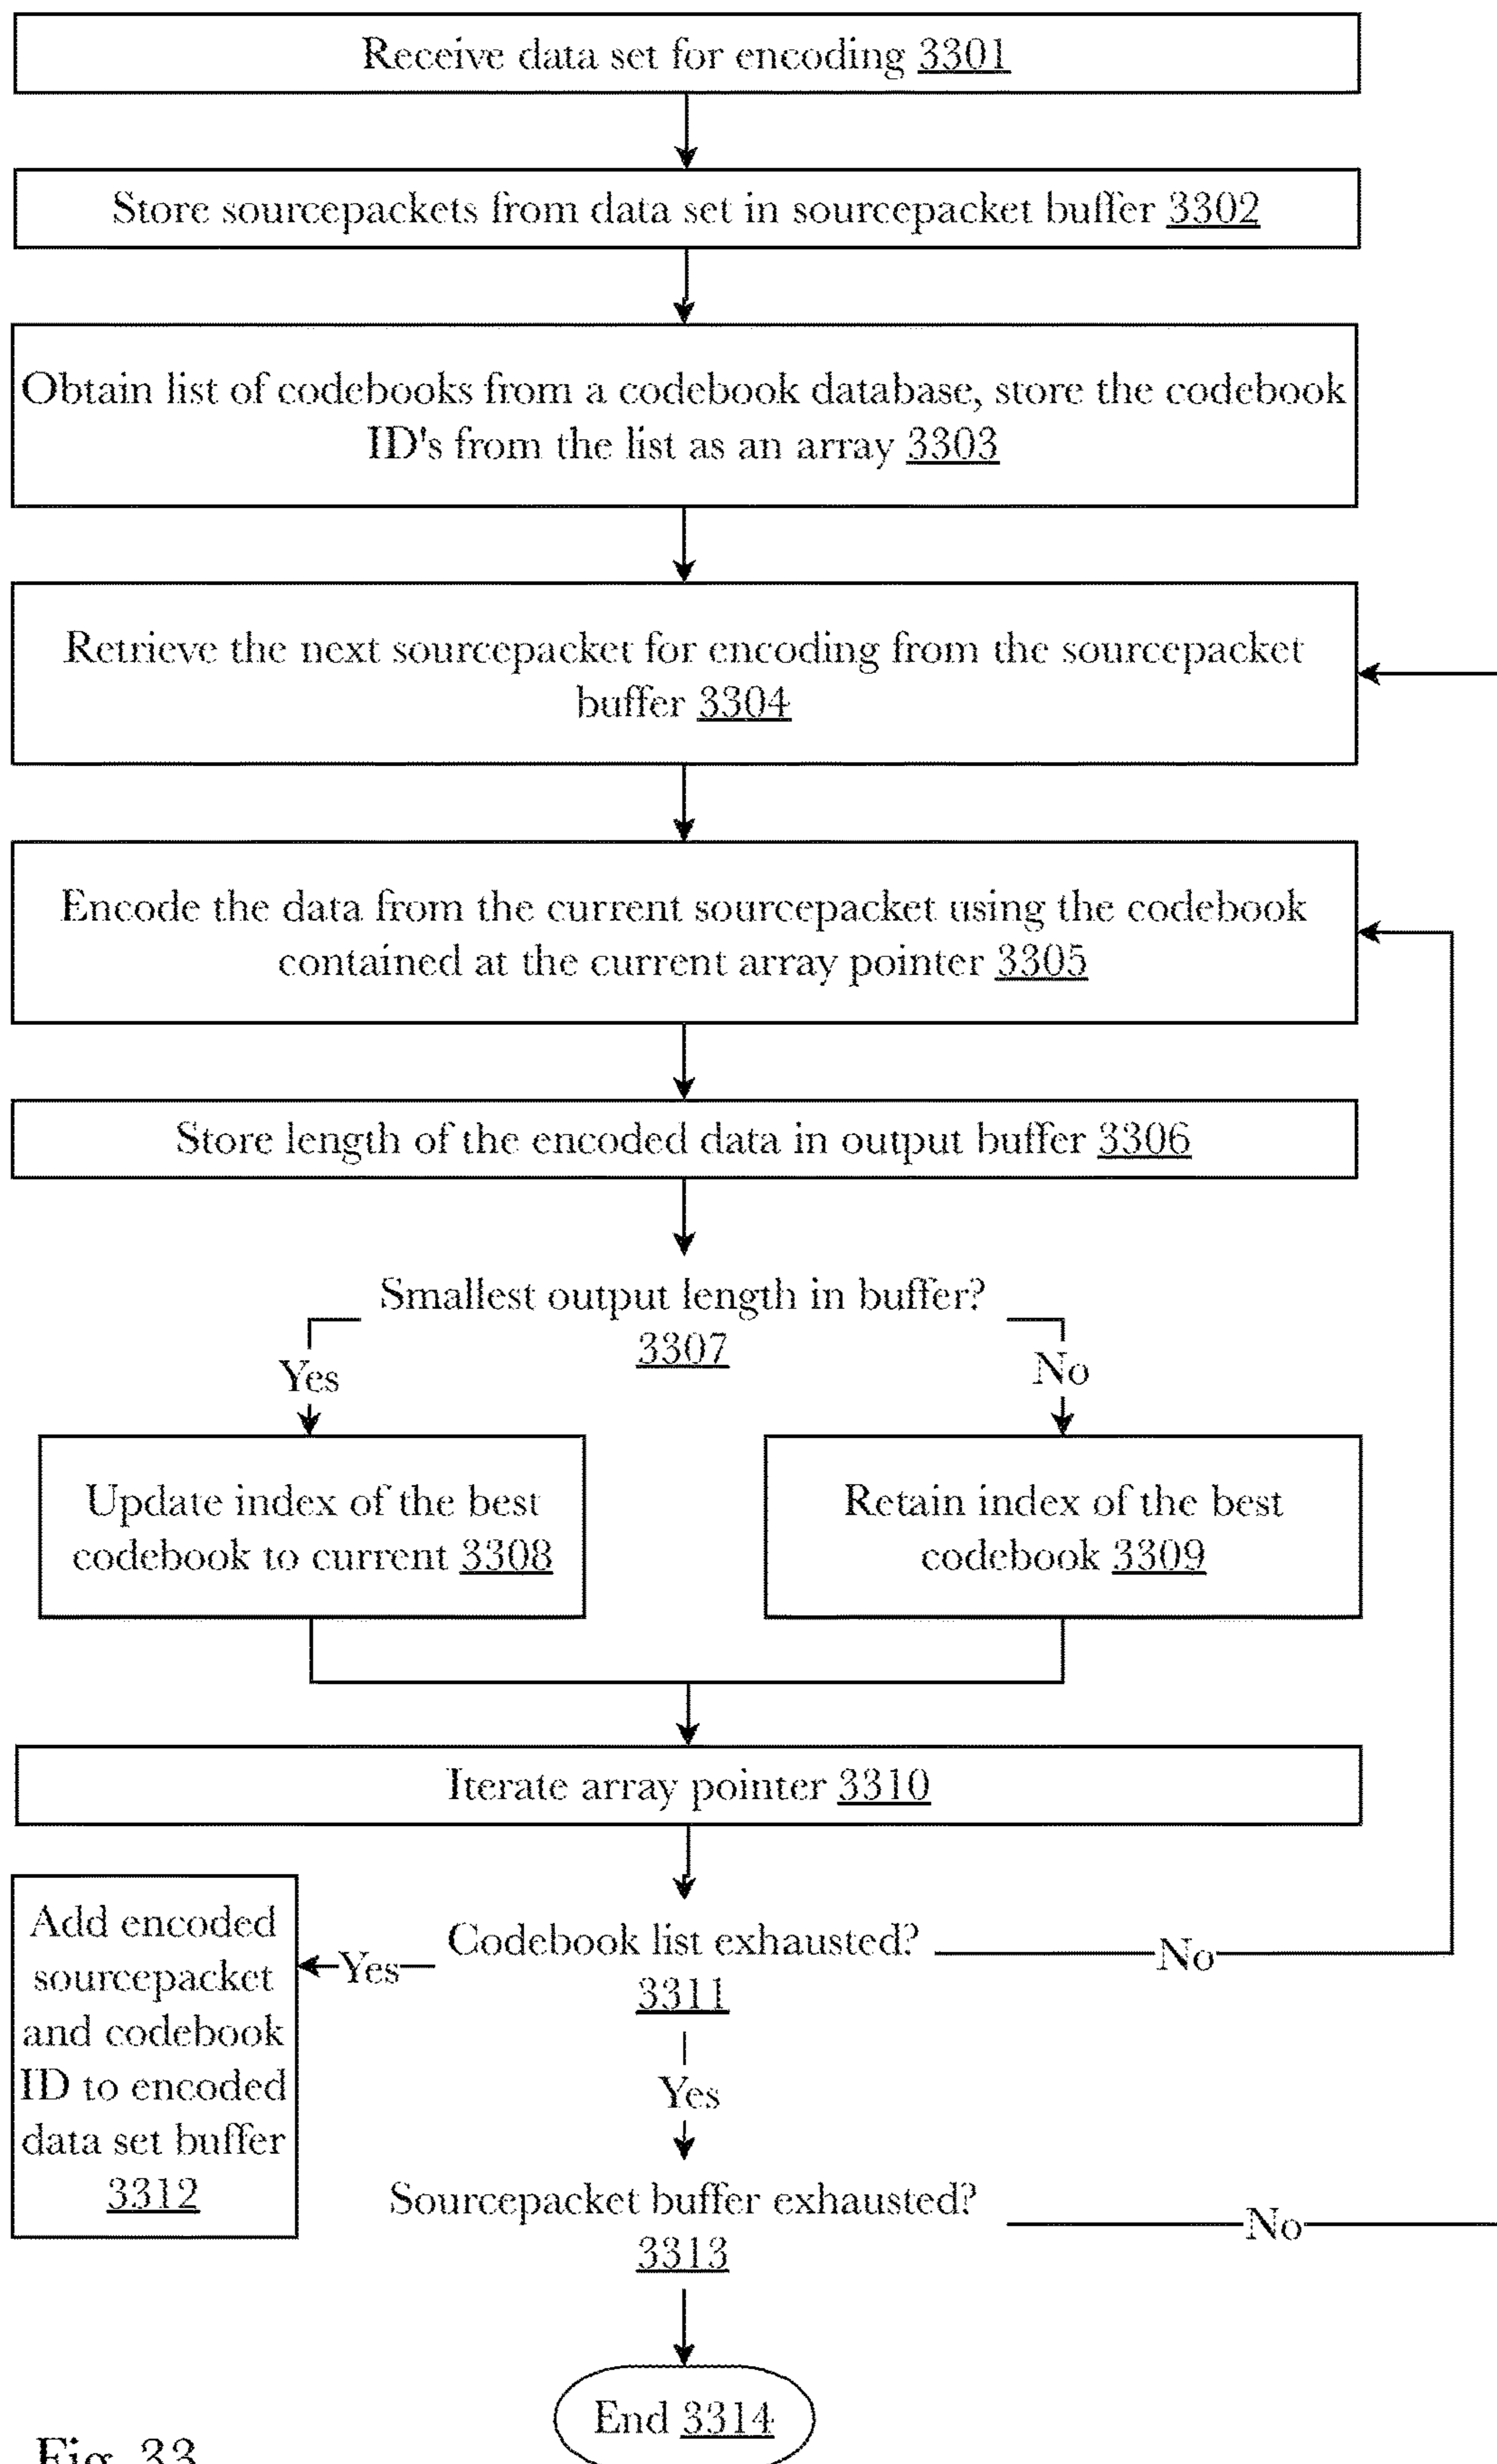 Receive data set for encoding 3301
Store sourcepackets from data set in sourcepacket buffer 3302
Obtain list of codebooks from a codebook database, store the codebook
ID's from the list as an array 3303
Retrieve the next sourcepacket for encoding from the sourcepacket
buffer 3304
Encode the data from the current sourcepacket using the codebook
contained at the current array pointer 3305
Store length of the encoded data in output buffer 3306
Smallest output length in buffer?
3307
Yes
No
Update index of the best
codebook to current 3308
Retain index of the best
codebook 3309
Iterate array pointer 3310
Add encoded
sourcepacket
and codebook
ID to encoded
data set buffer
3312
Yes
Codebook list exhausted?
3311
No
Yes
Sourcepacket buffer exhausted?
3313
No
End 3314
Fig. 33